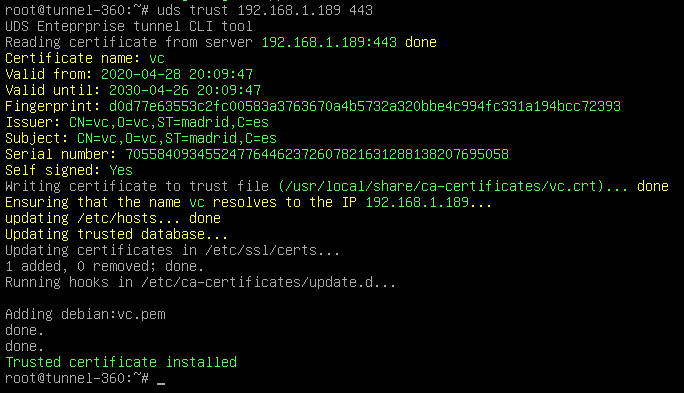 root@tunnel-360:~# uds trust 192.168.1.189 443
UDS Enteprprise tunnel CLI tool
Reading certificate from server 192.168.1.189:443 done
Certificate name: vc
Valid from: 2020-04-28 20:09:47
Valid until: 2030-04-26 20:09:47
Fingerprint: d0d77e63553c2fc00583a3763670a4b5732a320bbe4c994fc331a194bcc72393
Issuer: CN=vc,O=vc,ST=madrid,C=es
Subject: CN=vc,O=vc,ST=madrid,C=es
Serial number: 705584093455247764462372607821631288138207695058
Self signed: Yes
Writing certificate to trust file (/usr/local/share/ca-certificates/vc.crt)... done
Ensuring that the name vc resolves to the IP 192.168.1.189...
updating /etc/hosts... done
Updating trusted database...
Updating certificates in /etc/ssl/certs...
1 added, 0 removed; done.
Running hooks in /etc/ca-certificates/update.d...

Adding debian:vc.pem
done.
done.
Trusted certificate installed
root@tunnel-360:~# _